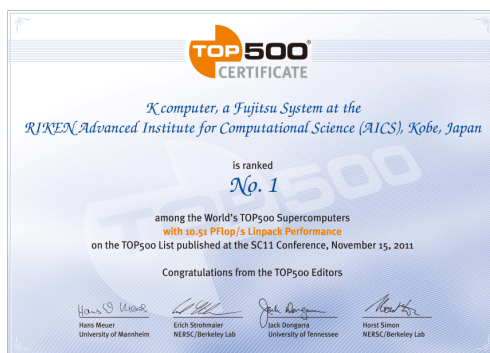 TOP500®
CERTIFICATE
K computer, a Fujitsu System at the
RIKEN Advanced Institute for Computational Science (AICS), Kobe, Japan
is ranked
No. 1
among the World's TOP500 Supercomputers
with 10.51 PFlop/s Linpack Performance
on the TOP500 List published at the SC11 Conference, November 15, 2011
Congratulations from the TOP500 Editors
Hans Meuer
University of Mannheim
Erich Strohmaier
NERSC/Berkeley Lab
Jack Dongarra
University of Tennessee
Horst Simon
NERSC/Berkeley Lab
TOP500